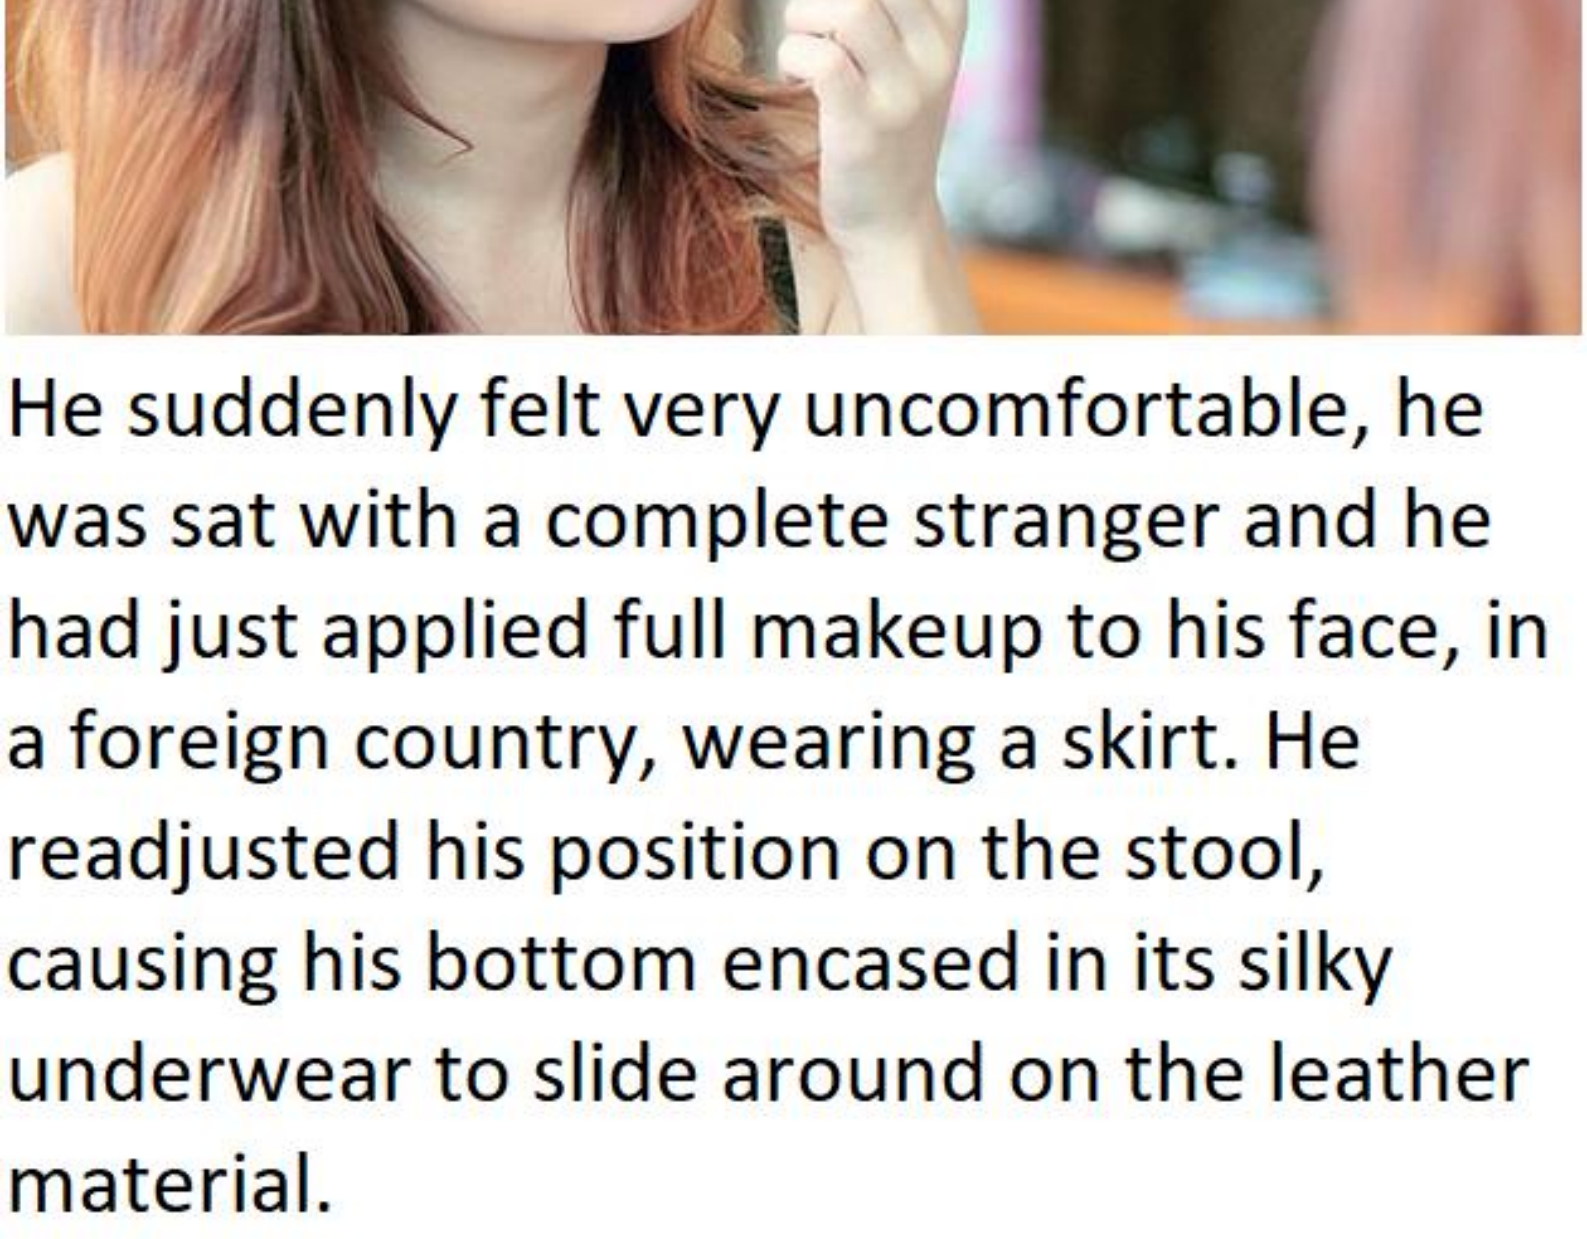 He suddenly felt very uncomfortable, he
was sat with a complete stranger and he
had just applied full makeup to his face, in
a foreign country, wearing a skirt. He
readjusted his position on the stool,
causing his bottom encased in its silky
underwear to slide around on the leather
material.